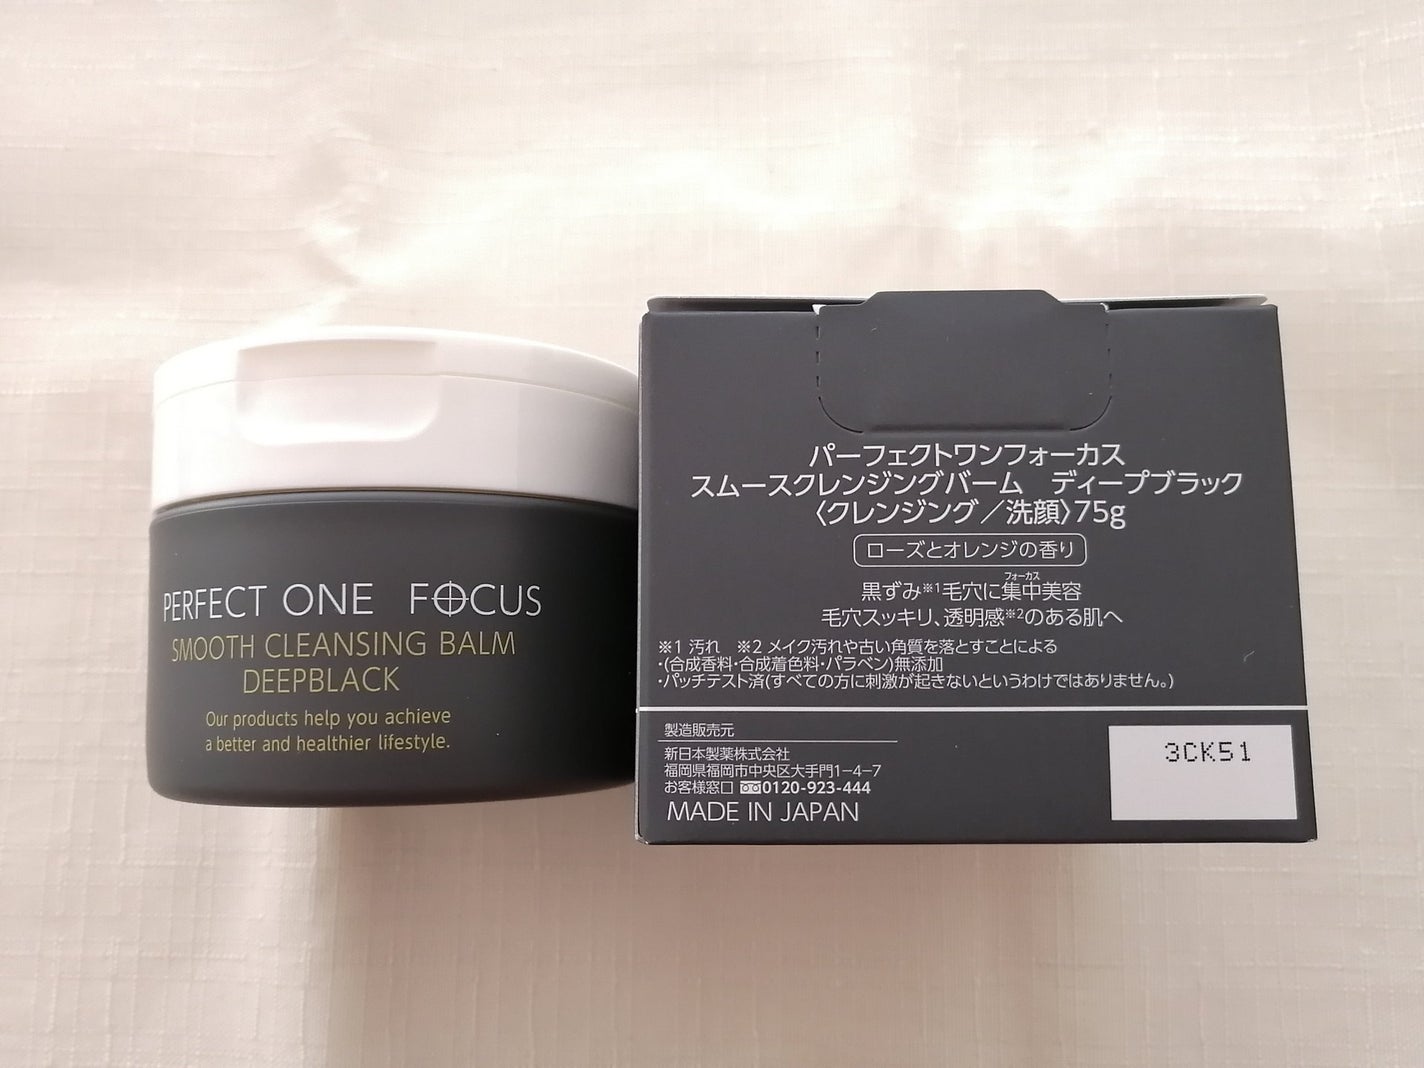 PERFECT ONE FOCUS
SMOOTH CLEANSING BALM
DEEPBLACK
Our products help you achieve
a better and healthier lifestyle.
パーフェクトワンフォーカス
スムースクレンジングバーム ディープブラック
〈クレンジング/洗顔〉75g
ローズとオレンジの香り
フォーカス
黒ずみ※1毛穴に集中美容
毛穴スッキリ、透明感※2のある肌へ
※1 汚れ ※2 メイク汚れや古い角質を落とすことによる
・(合成香料・合成着色料・パラベン)無添加
・パッチテスト済(すべての方に刺激が起きないというわけではありません。)
製造販売元
新日本製薬株式会社
福岡県福岡市中央区大手門1-4-7
お客様窓口 0120-923-444
MADE IN JAPAN
3CK51